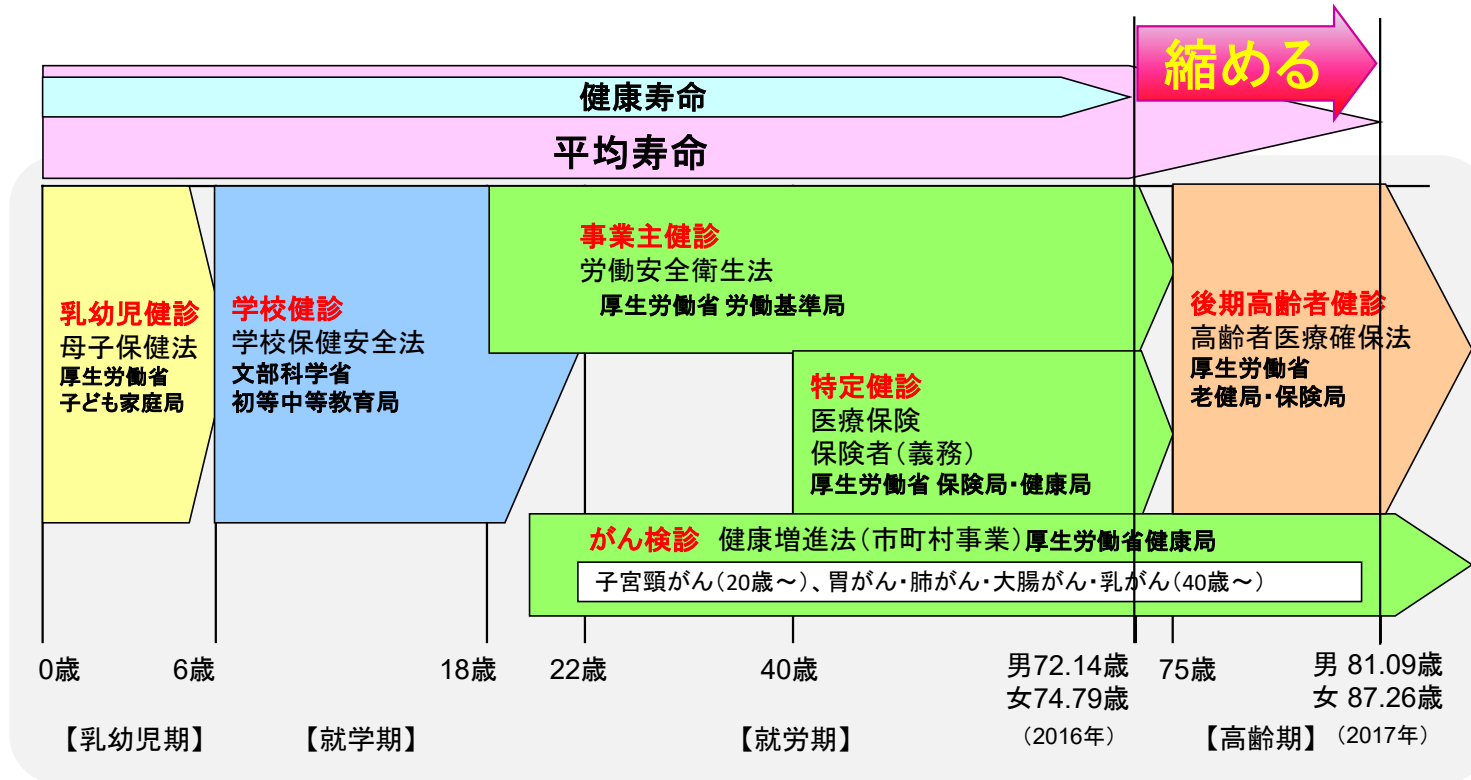 縮める
健康寿命
平均寿命
乳幼児健診
母子保健法
厚生労働省
子ども家庭局
学校健診
学校保健安全法
文部科学省
初等中等教育局
事業主健診
労働安全衛生法
厚生労働省 労働基準局
特定健診
医療保険
保険者（義務）
厚生労働省 保険局・健康局
後期高齢者健診
高齢者医療確保法
厚生労働省
老健局・保険局
がん検診 健康増進法（市町村事業）厚生労働省健康局
子宮頸がん（20歳～）、胃がん・肺がん・大腸がん・乳がん（40歳～）
0歳
6歳
18歳
22歳
40歳
男72.14歳
女74.79歳
（2016年）
75歳
男 81.09歳
女 87.26歳
（2017年）
【乳幼児期】
【就学期】
【就労期】
【高齢期】